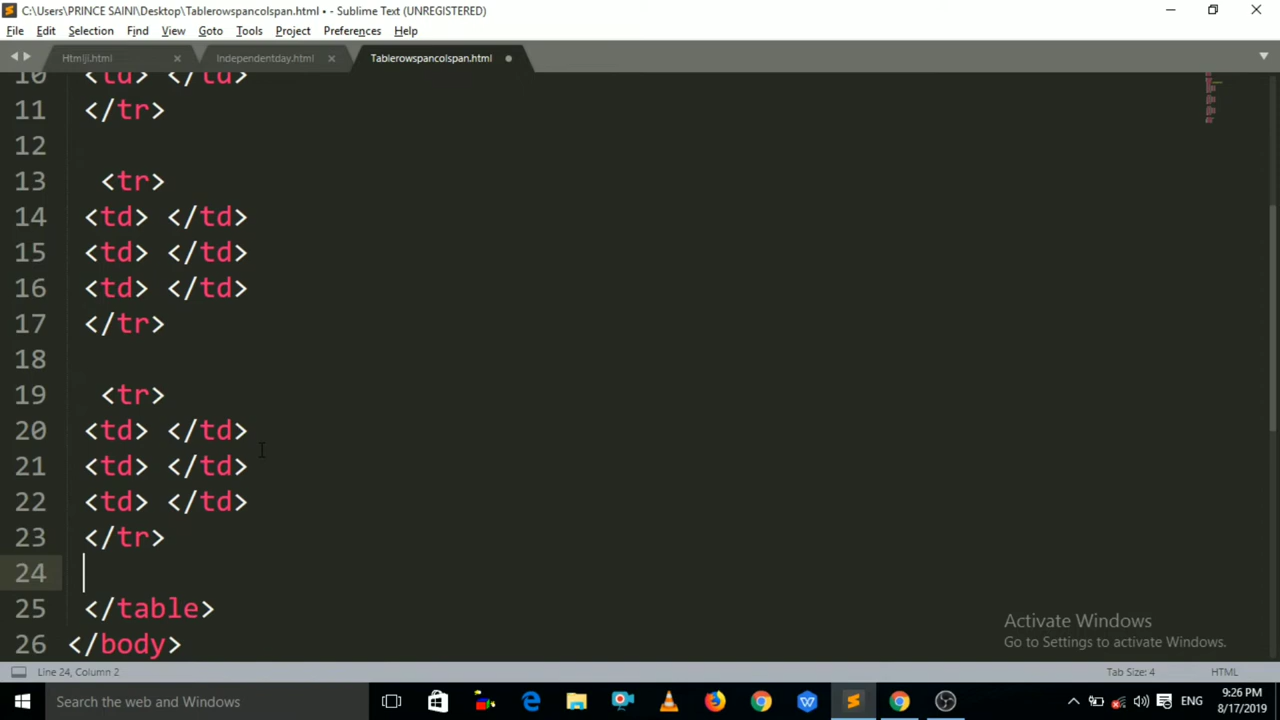 C:\Users\PRINCE SAINI\Desktop\Tablerowspancolspan.html • - Sublime Text (UNREGISTERED)
File Edit Selection Find View Goto Tools Project Preferences Help
Htmlji.html Independentday.html Tablerowspancolspan.html
10 <td> </td>
11 </tr>
12
13 <tr>
14 <td> </td>
15 <td> </td>
16 <td> </td>
17 </tr>
18
19 <tr>
20 <td> </td>
21 <td> </td>
22 <td> </td>
23 </tr>
24
25 </table>
26 </body>
Activate Windows
Go to Settings to activate Windows.
Line 24, Column 2 Tab Size: 4 HTML
Search the web and Windows ENG 9:26 PM
8/17/2019